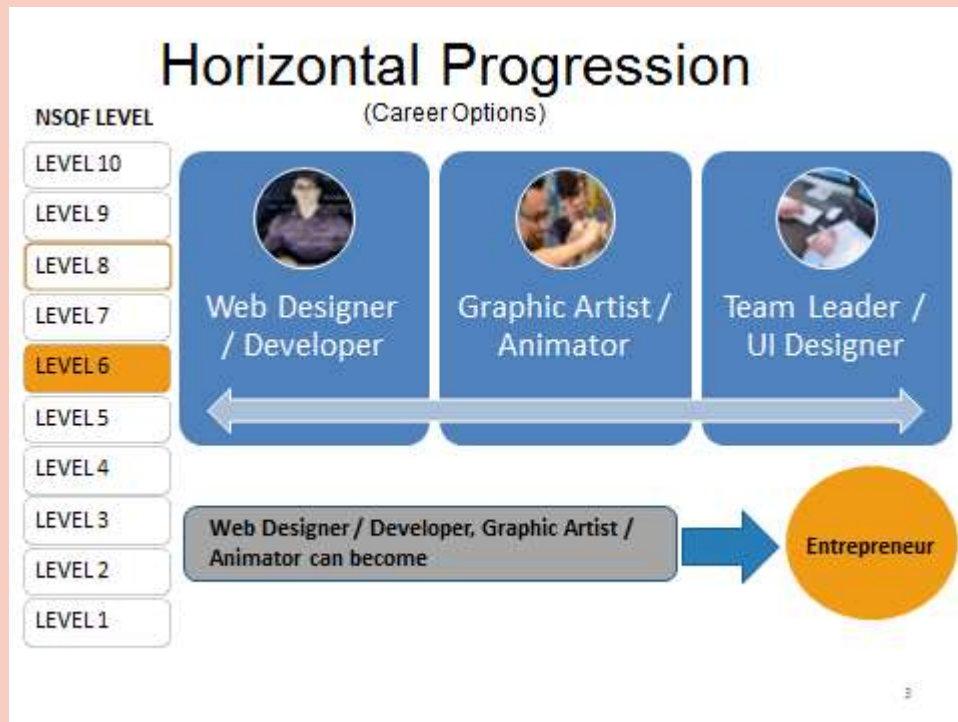 Horizontal Progression
(Career Options)
NSQF LEVEL
LEVEL 10
LEVEL 9
LEVEL 8
LEVEL 7
LEVEL 6
LEVEL 5
LEVEL 4
LEVEL 3
LEVEL 2
LEVEL 1
Web Designer
/ Developer
Graphic Artist /
Animator
Team Leader /
UI Designer
Web Designer / Developer, Graphic Artist /
Animator can become
Entrepreneur
3